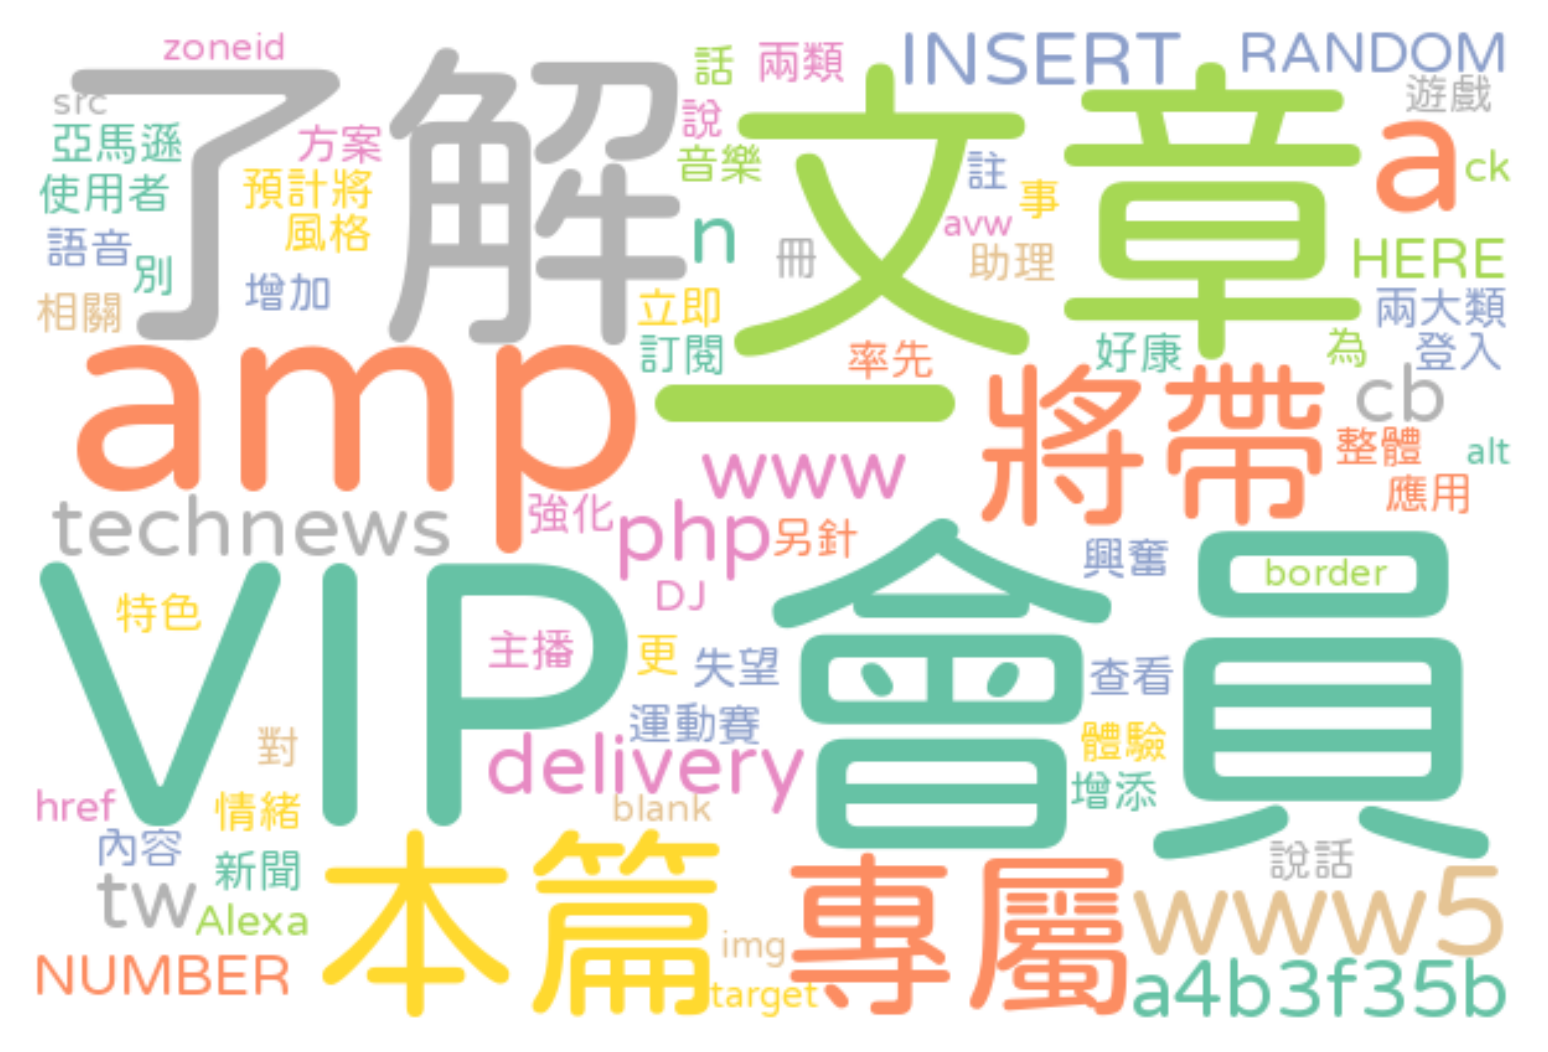 zoneid
話
兩類
INSERT
RANDOM
src
了解
文章
遊戲
亞馬遜
方案
說
音樂
註
a
ck
使用者
預計將
事
語音
風格
n
冊
avw
助理
HERE
別
相關
增加
立即
兩大類
訂閱
率先
好康
為
登入
amp
一
將帶
cb
www
整體
alt
technews
強化
php
另針
應用
VIP
會員
興奮
border
特色
DJ
主播
更
失望
查看
運動賽
對
delivery
體驗
href
情緒
blank
增添
內容
新聞
本篇
專屬
說話
tw
Alexa
www5
img
NUMBER
target
a4b3f35b